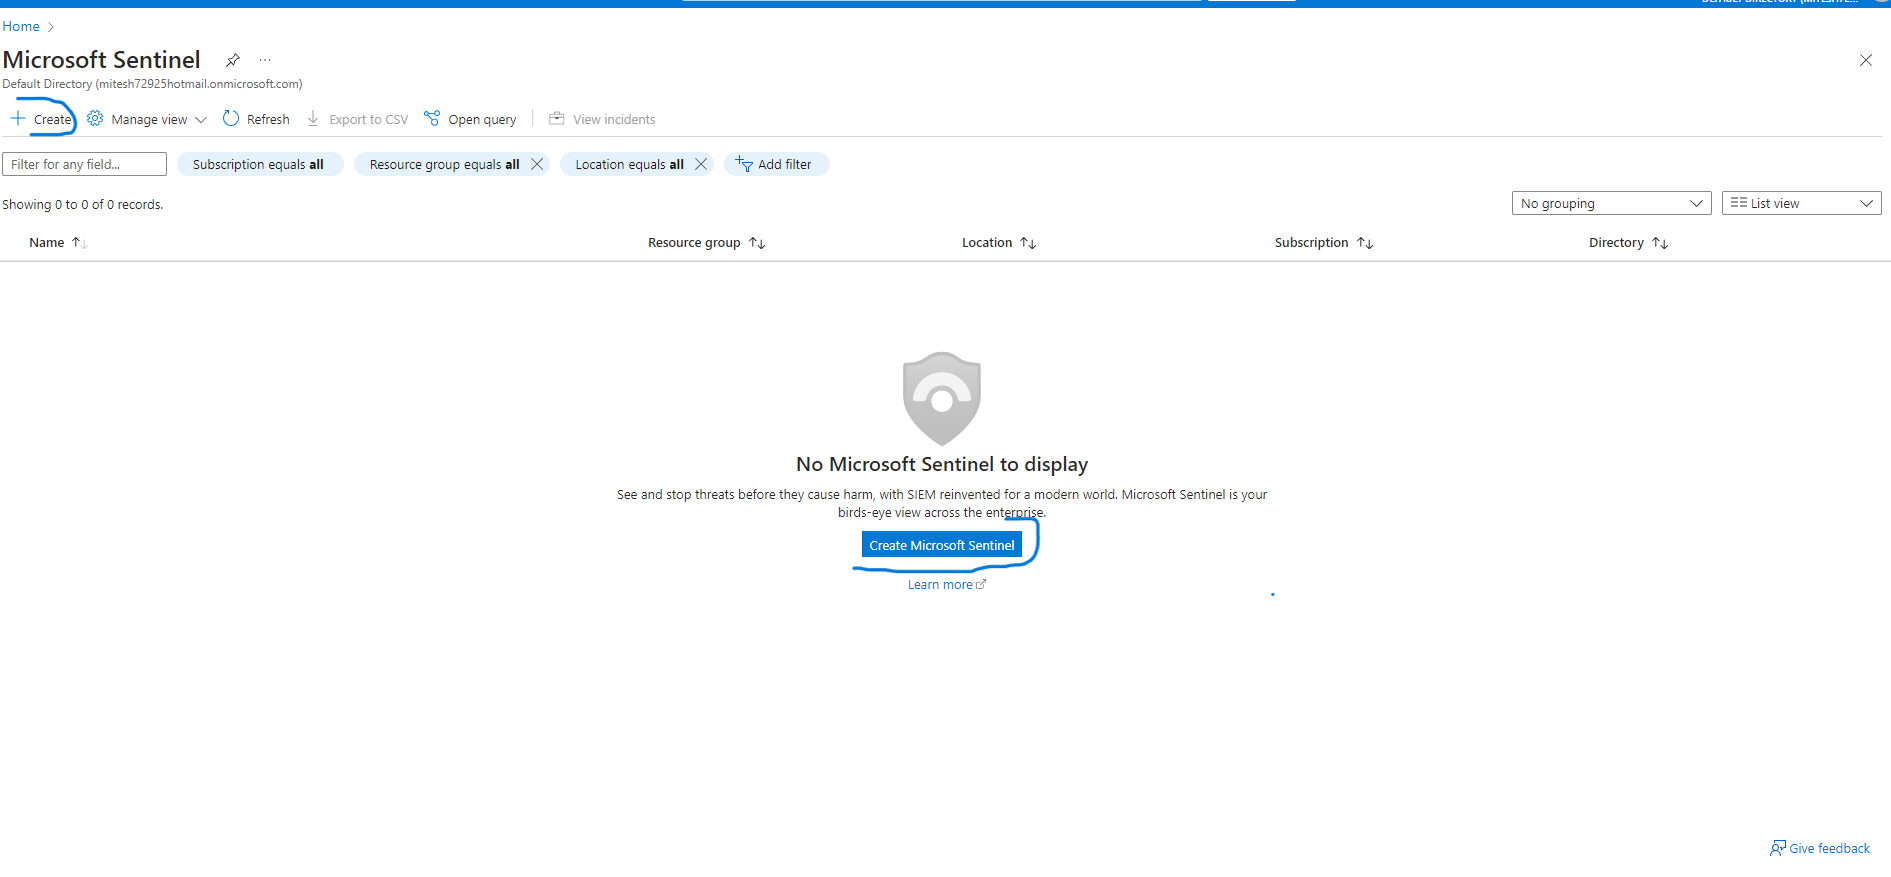 Home
Microsoft Sentinel
Default Directory (mitesh72925hotmail.onmicrosoft.com)
Create Manage view Refresh Export to CSV Open query View incidents
Filter for any field... Subscription equals all Resource group equals all Location equals all Add filter
Showing 0 to 0 of 0 records. No grouping List view
Name Resource group Location Subscription Directory
No Microsoft Sentinel to display
See and stop threats before they cause harm, with SIEM reinvented for a modern world. Microsoft Sentinel is your
birds-eye view across the enterprise.
Create Microsoft Sentinel
Learn more
Give feedback